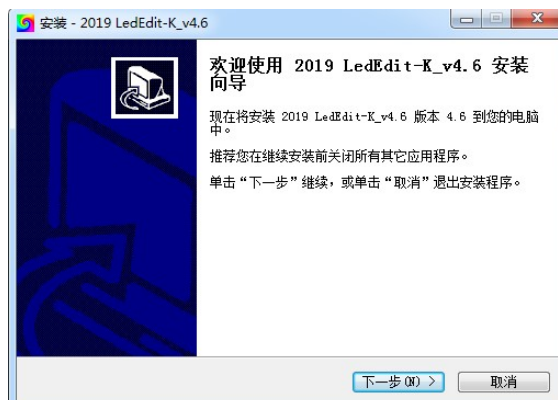 安装 - 2019 LedEdit-K_v4.6
欢迎使用 2019 LedEdit-K_v4.6 安装
向导
现在将安装 2019 LedEdit-K_v4.6 版本 4.6 到您的电脑
中。
推荐您在继续安装前关闭所有其它应用程序。
单击“下一步”继续，或单击“取消”退出安装程序。
下一步(N) >
取消